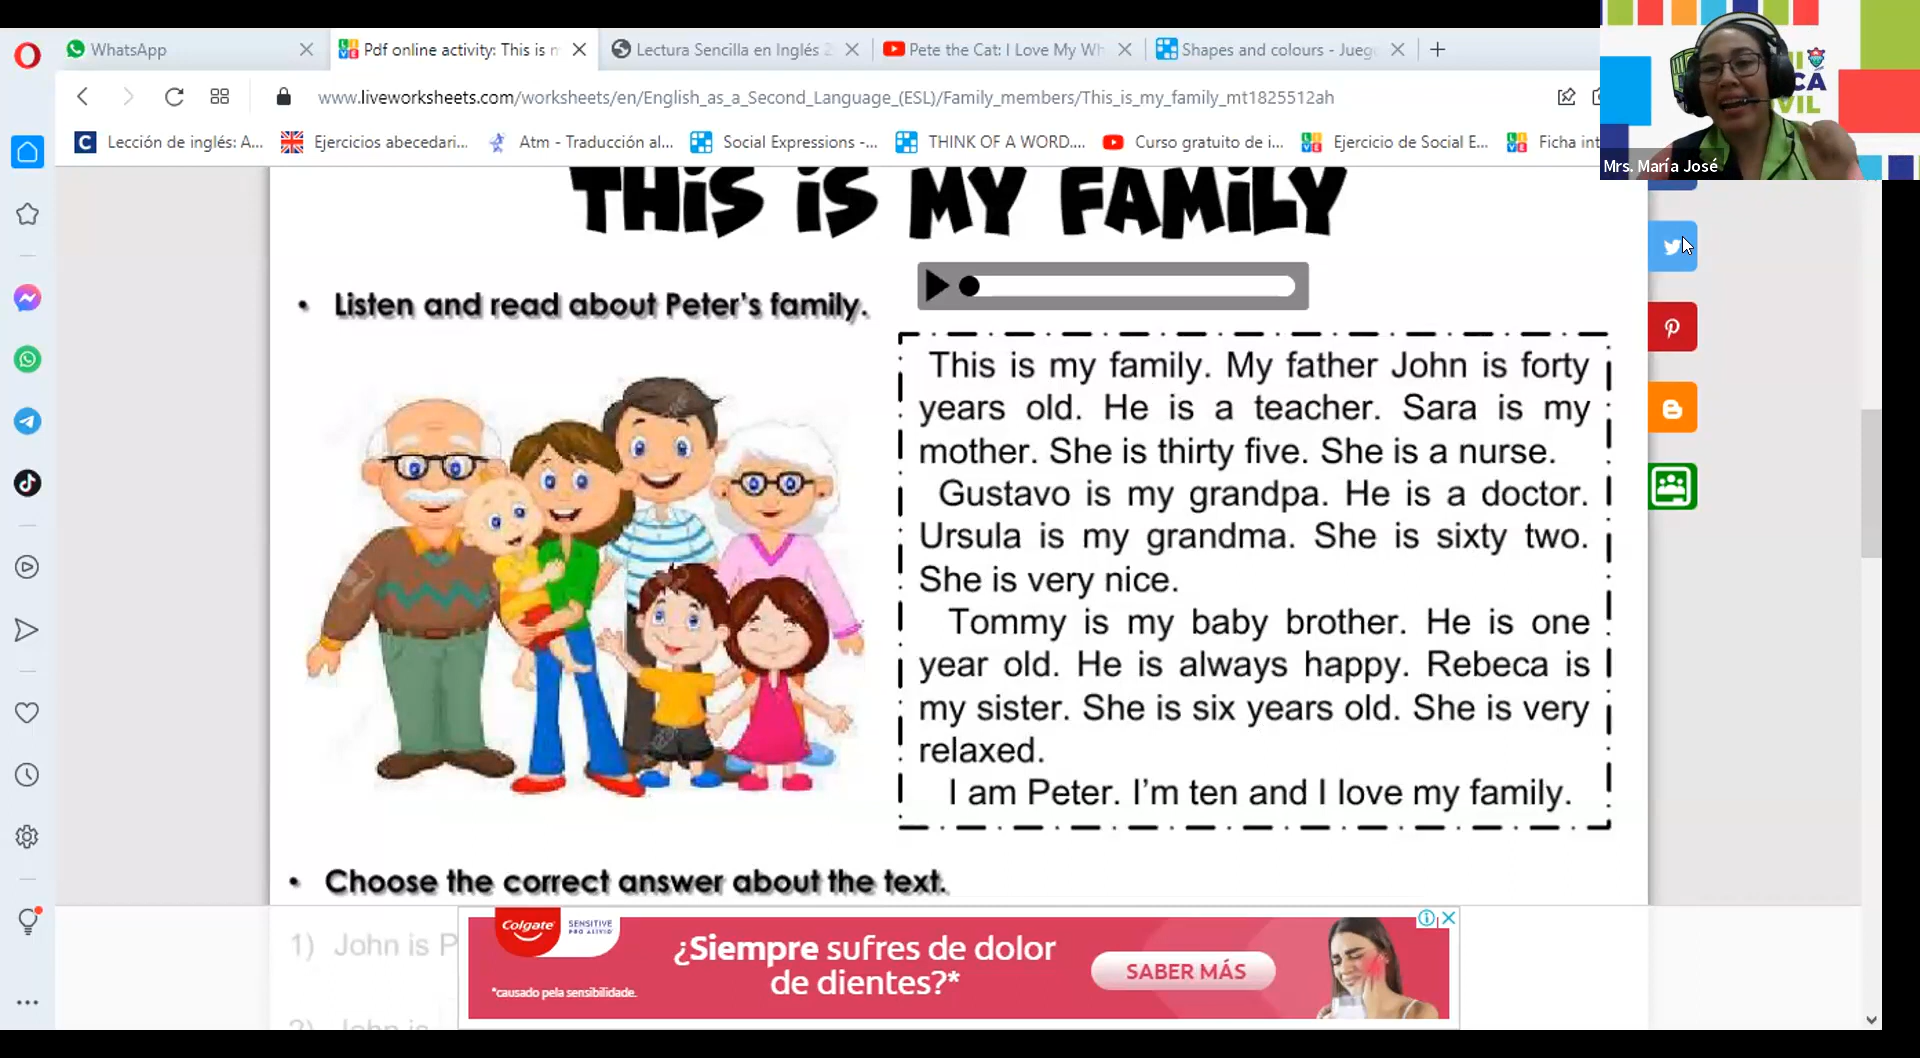 WhatsApp
Pdf online activity: This is m
Lectura Sencilla en Inglés 2
Pete the Cat: I Love My Wh
Shapes and colours - Jueg
www.liveworksheets.com/worksheets/en/English_as_a_Second_Language_(ESL)/Family_members/This_is_my_family_mt1825512ah
Lección de inglés: A...
Ejercicios abecedari...
Atm - Traducción al...
Social Expressions -...
THINK OF A WORD....
Curso gratuito de i...
Ejercicio de Social E...
Ficha int
Mrs. María José
THIS IS MY FAMILY
• Listen and read about Peter's family.
This is my family. My father John is forty
years old. He is a teacher. Sara is my
mother. She is thirty five. She is a nurse.
Gustavo is my grandpa. He is a doctor.
Ursula is my grandma. She is sixty two.
She is very nice.
Tommy is my baby brother. He is one
year old. He is always happy. Rebeca is
my sister. She is six years old. She is very
relaxed.
I am Peter. I'm ten and I love my family.
• Choose the correct answer about the text.
1) John is P
2) John is
Colgate
SENSITIVE
PRO ALIVIO
*causado pela sensibilidade.
¿Siempre sufres de dolor
de dientes?*
SABER MÁS